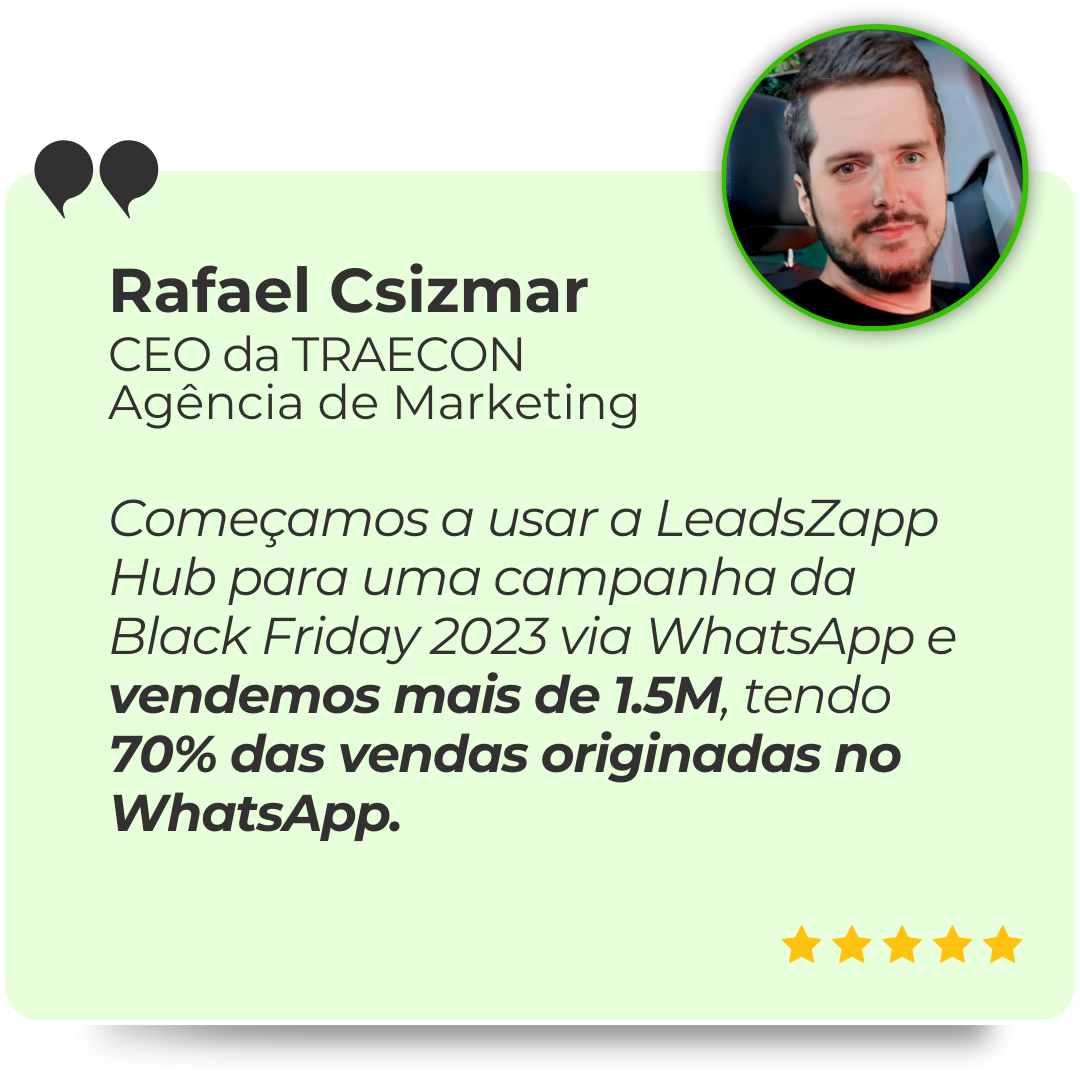 Rafael Csizmar
CEO da TRAECON
Agência de Marketing
Começamos a usar a LeadsZapp
Hub para uma campanha da
Black Friday 2023 via WhatsApp e
vendemos mais de 1.5M, tendo
70% das vendas originadas no
WhatsApp.